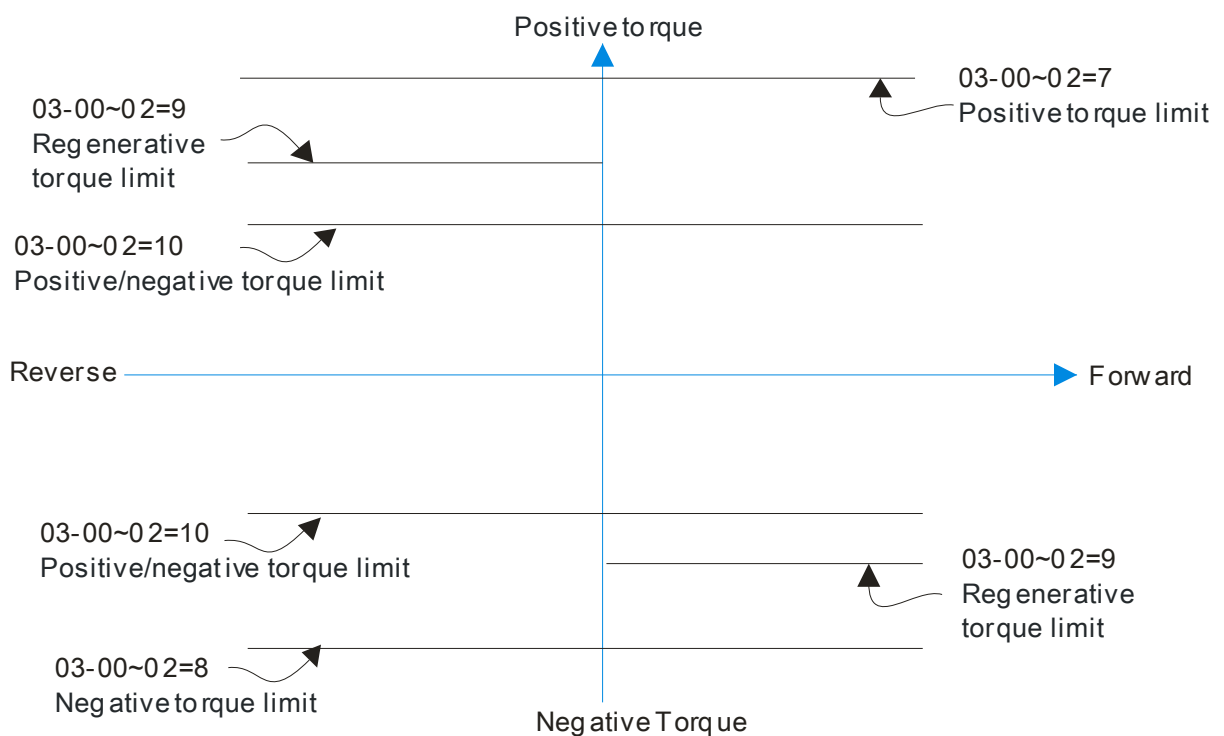 Positive torque
03-00~02=7
Positive torque limit
03-00~02=9
Regenerative
torque limit
03-00~02=10
Positive/negative torque limit
Reverse
Forward
03-00~02=10
Positive/negative torque limit
03-00~02=9
Regenerative
torque limit
03-00~02=8
Negative torque limit
Negative Torque